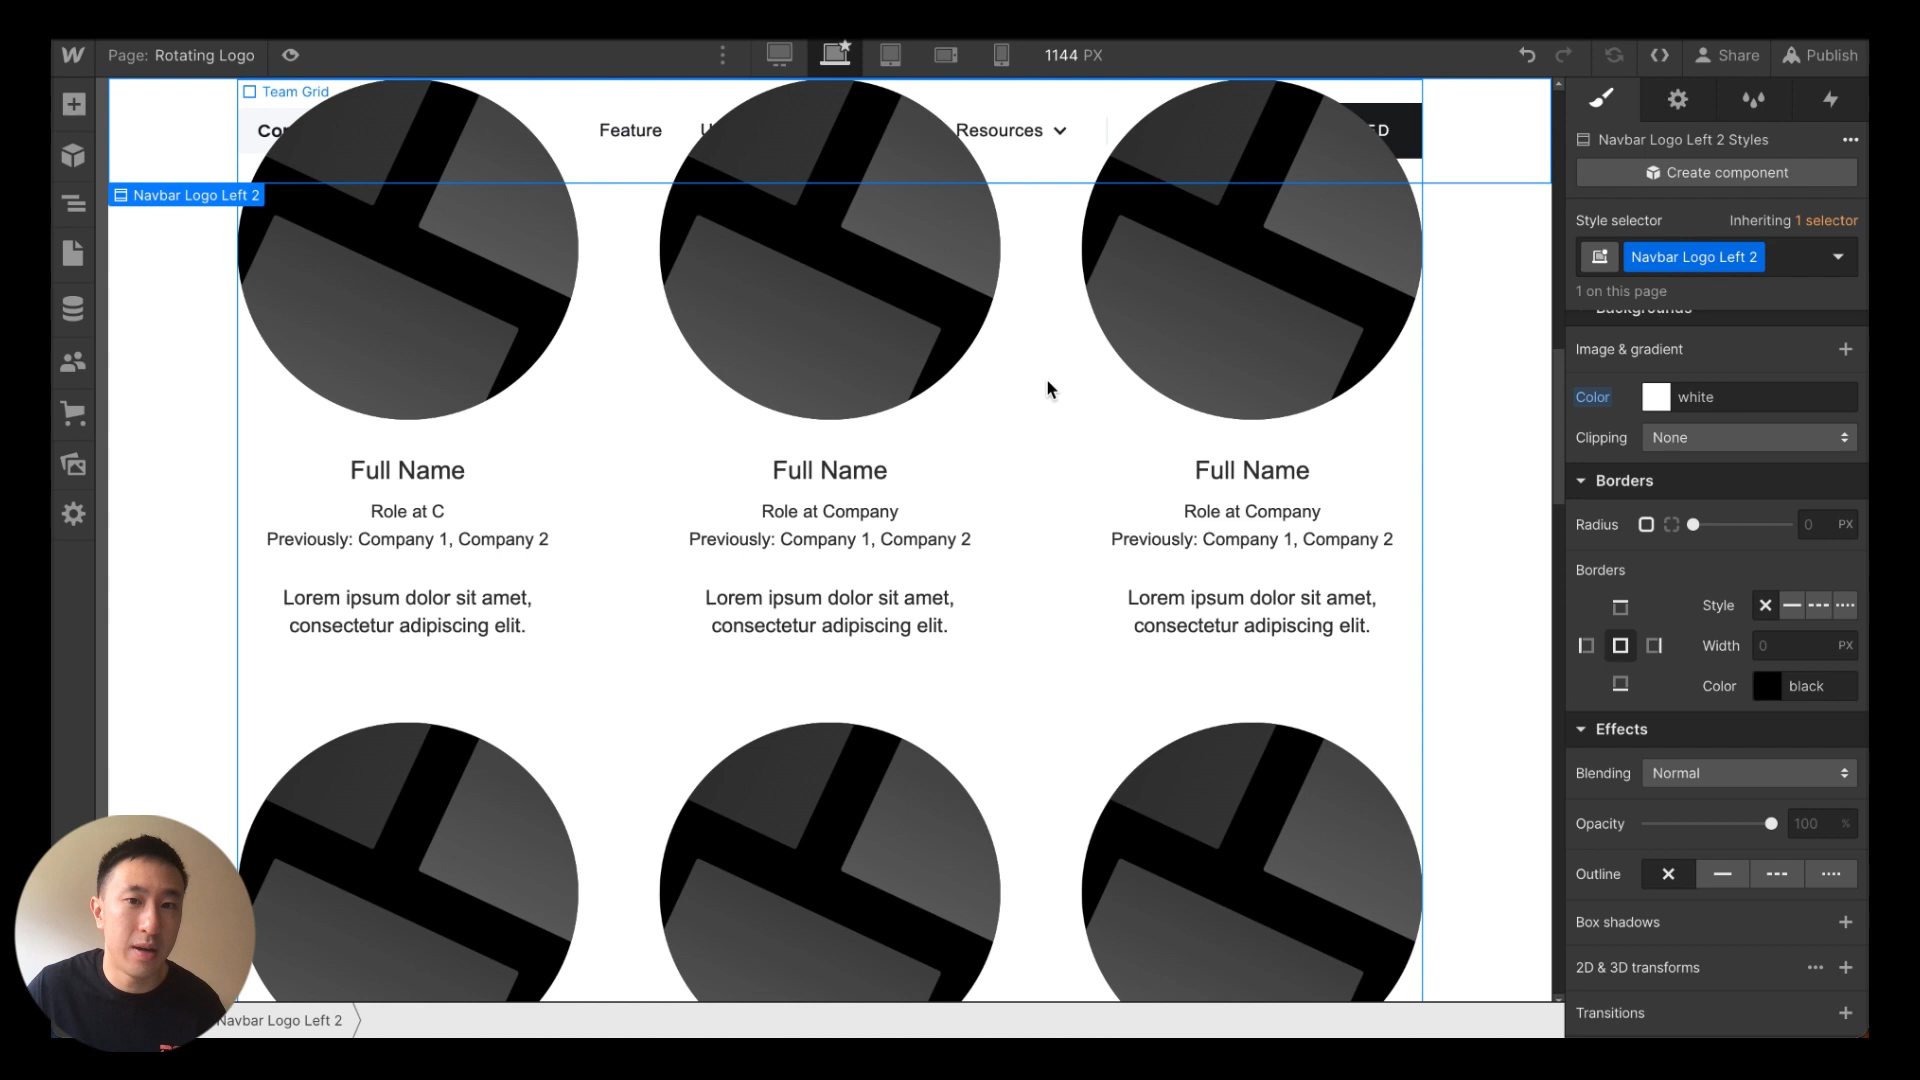 W Page: Rotating Logo 1144 PX Share Publish
Team Grid
Feature Resources
Navbar Logo Left 2
Full Name Full Name Full Name
Role at C Role at Company Role at Company
Previously: Company 1, Company 2 Previously: Company 1, Company 2 Previously: Company 1, Company 2
Lorem ipsum dolor sit amet, Lorem ipsum dolor sit amet, Lorem ipsum dolor sit amet,
consectetur adipiscing elit. consectetur adipiscing elit. consectetur adipiscing elit.
Navbar Logo Left 2
Navbar Logo Left 2 Styles
Create component
Style selector Inheriting 1 selector
Navbar Logo Left 2
1 on this page
Backgrounds
Image & gradient
Color white
Clipping None
Borders
Radius 0 PX
Borders
Style
Width 0 PX
Color black
Effects
Blending Normal
Opacity 100 %
Outline
Box shadows
2D & 3D transforms
Transitions